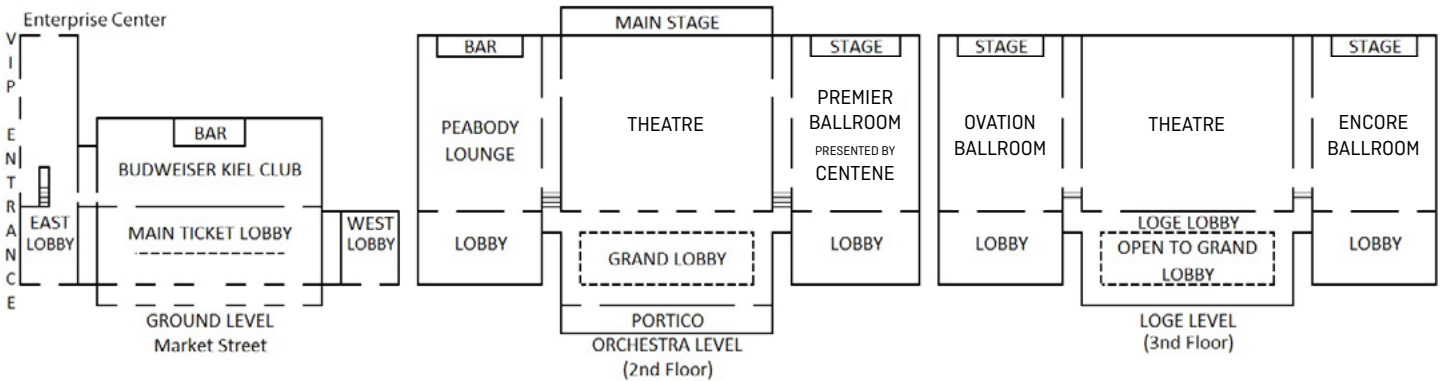 Enterprise Center
VIP ENTRANCE
BAR
BUDWEISER KIEL CLUB
EAST
LOBBY
MAIN TICKET LOBBY
WEST
LOBBY
GROUND LEVEL
Market Street
MAIN STAGE
BAR
STAGE
PEABODY
LOUNGE
THEATRE
PREMIER
BALLROOM
PRESENTED BY
CENTENE
LOBBY
GRAND LOBBY
LOBBY
PORTICO
ORCHESTRA LEVEL
(2nd Floor)
STAGE
STAGE
OVATION
BALLROOM
THEATRE
ENCORE
BALLROOM
LOGE LOBBY
LOBBY
OPEN TO GRAND
LOBBY
LOBBY
LOGE LEVEL
(3nd Floor)